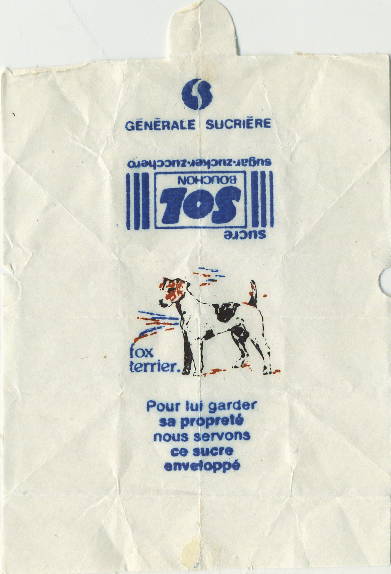 GÉNÉRALE SUCRIÈRE
sucre
SOL
BOUCHON
sugar-zucker-zucchero
fox
terrier.
Pour lui garder
sa propreté
nous servons
ce sucre
enveloppé